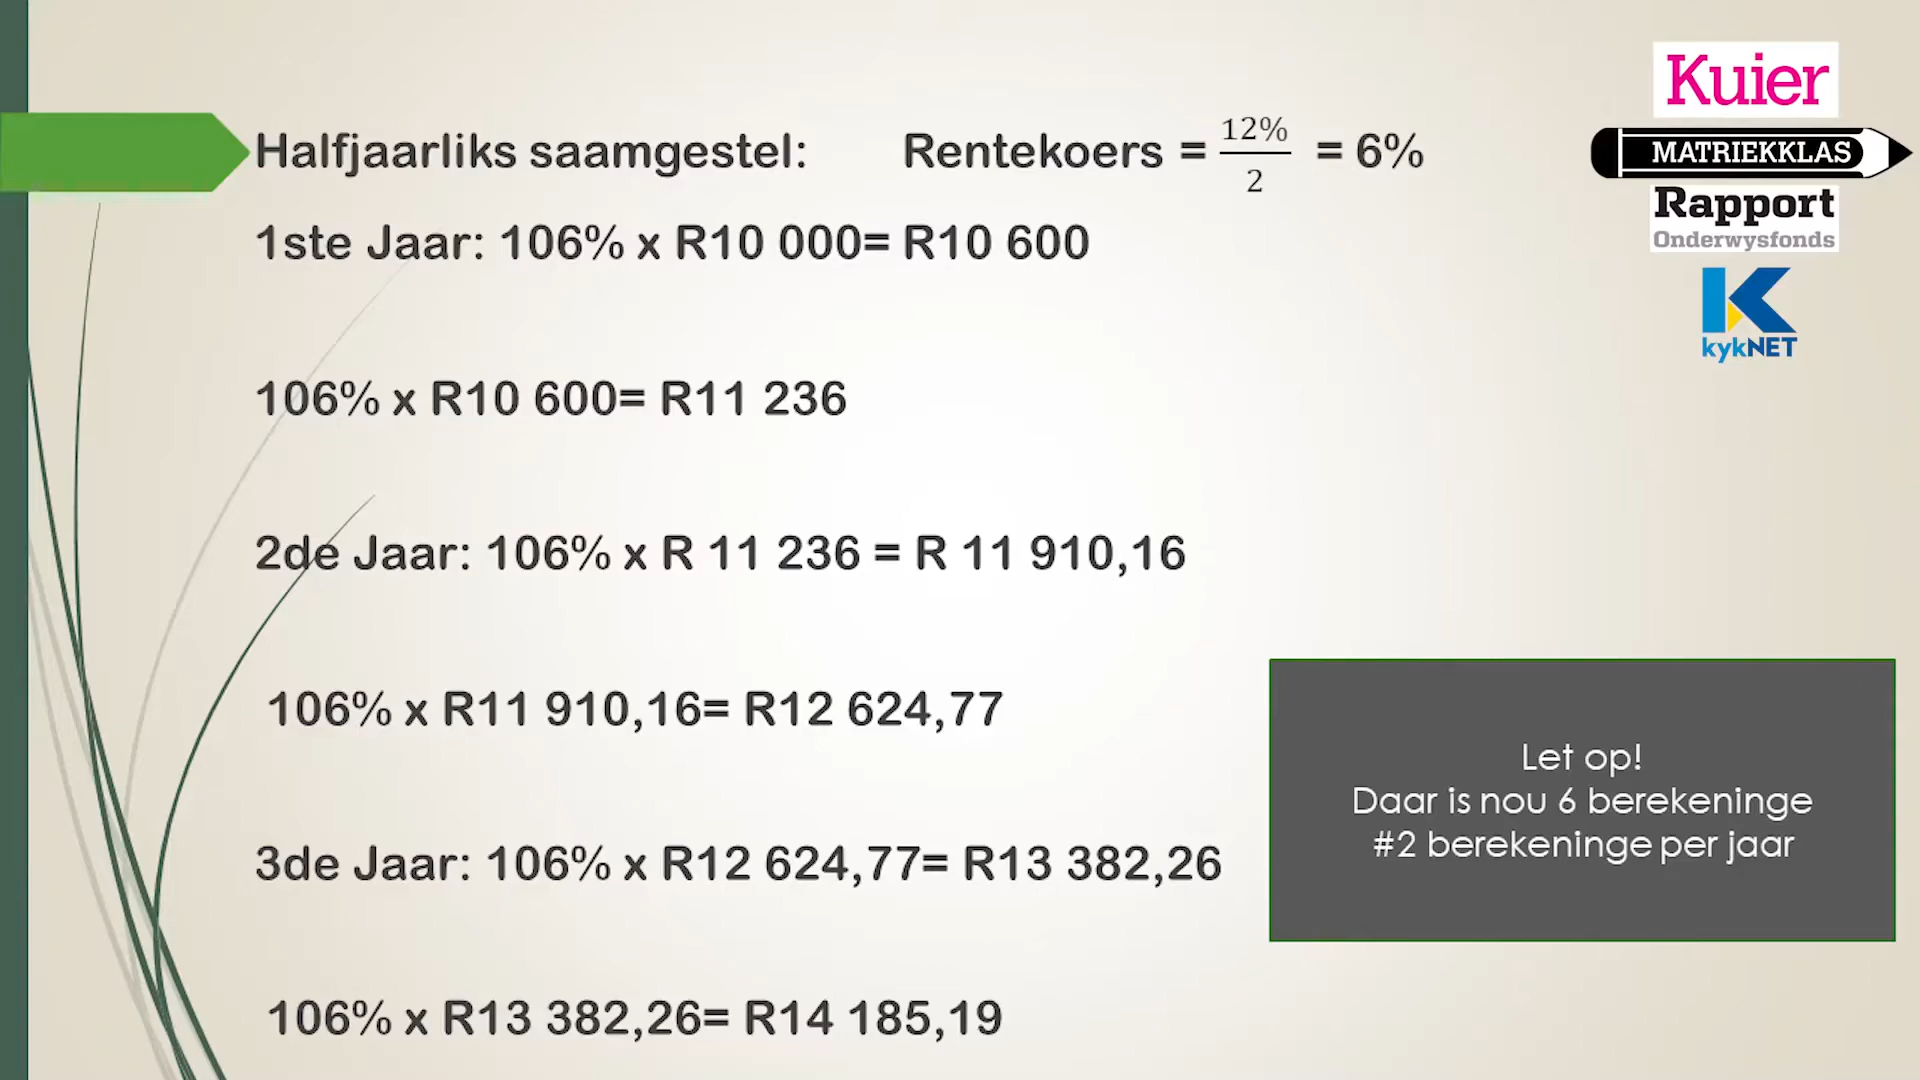 Halfjaarliks saamgestel: Rentekoers = 12%/2 = 6%
1ste Jaar: 106% x R10 000= R10 600
106% x R10 600= R11 236
2de Jaar: 106% x R 11 236 = R 11 910,16
106% x R11 910,16= R12 624,77
3de Jaar: 106% x R12 624,77= R13 382,26
106% x R13 382,26= R14 185,19
Let op!
Daar is nou 6 berekeninge
#2 berekeninge per jaar
Kuier
MATRIEKKLAS
Rapport
Onderwysfonds
kykNET